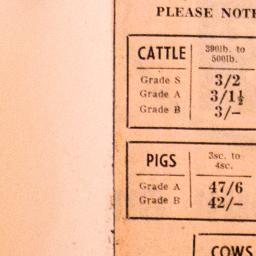 PLEASE NOTE
CATTLE 390lb. to
500lb.
Grade S 3/2
Grade A 3/1½
Grade B 3/-
PIGS 3sc. to
4sc.
Grade A 47/6
Grade B 42/-
COWS